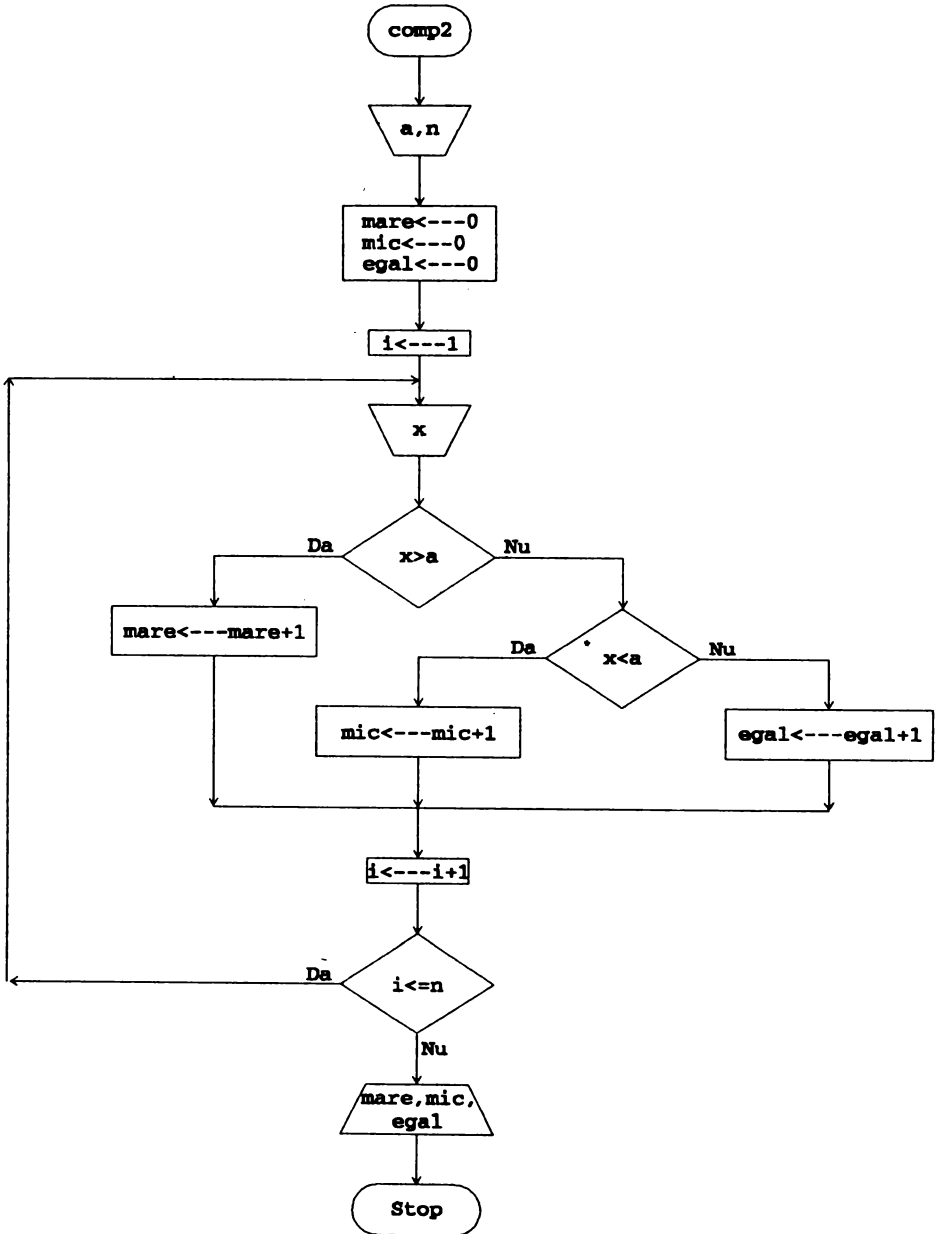 comp2
a,n
mare<---0
mic<---0
egal<---0
i<---1
x
x>a
Da
Nu
mare<---mare+1
x<a
Da
Nu
mic<---mic+1
egal<---egal+1
i<---i+1
i<=n
Da
Nu
mare,mic,
egal
Stop